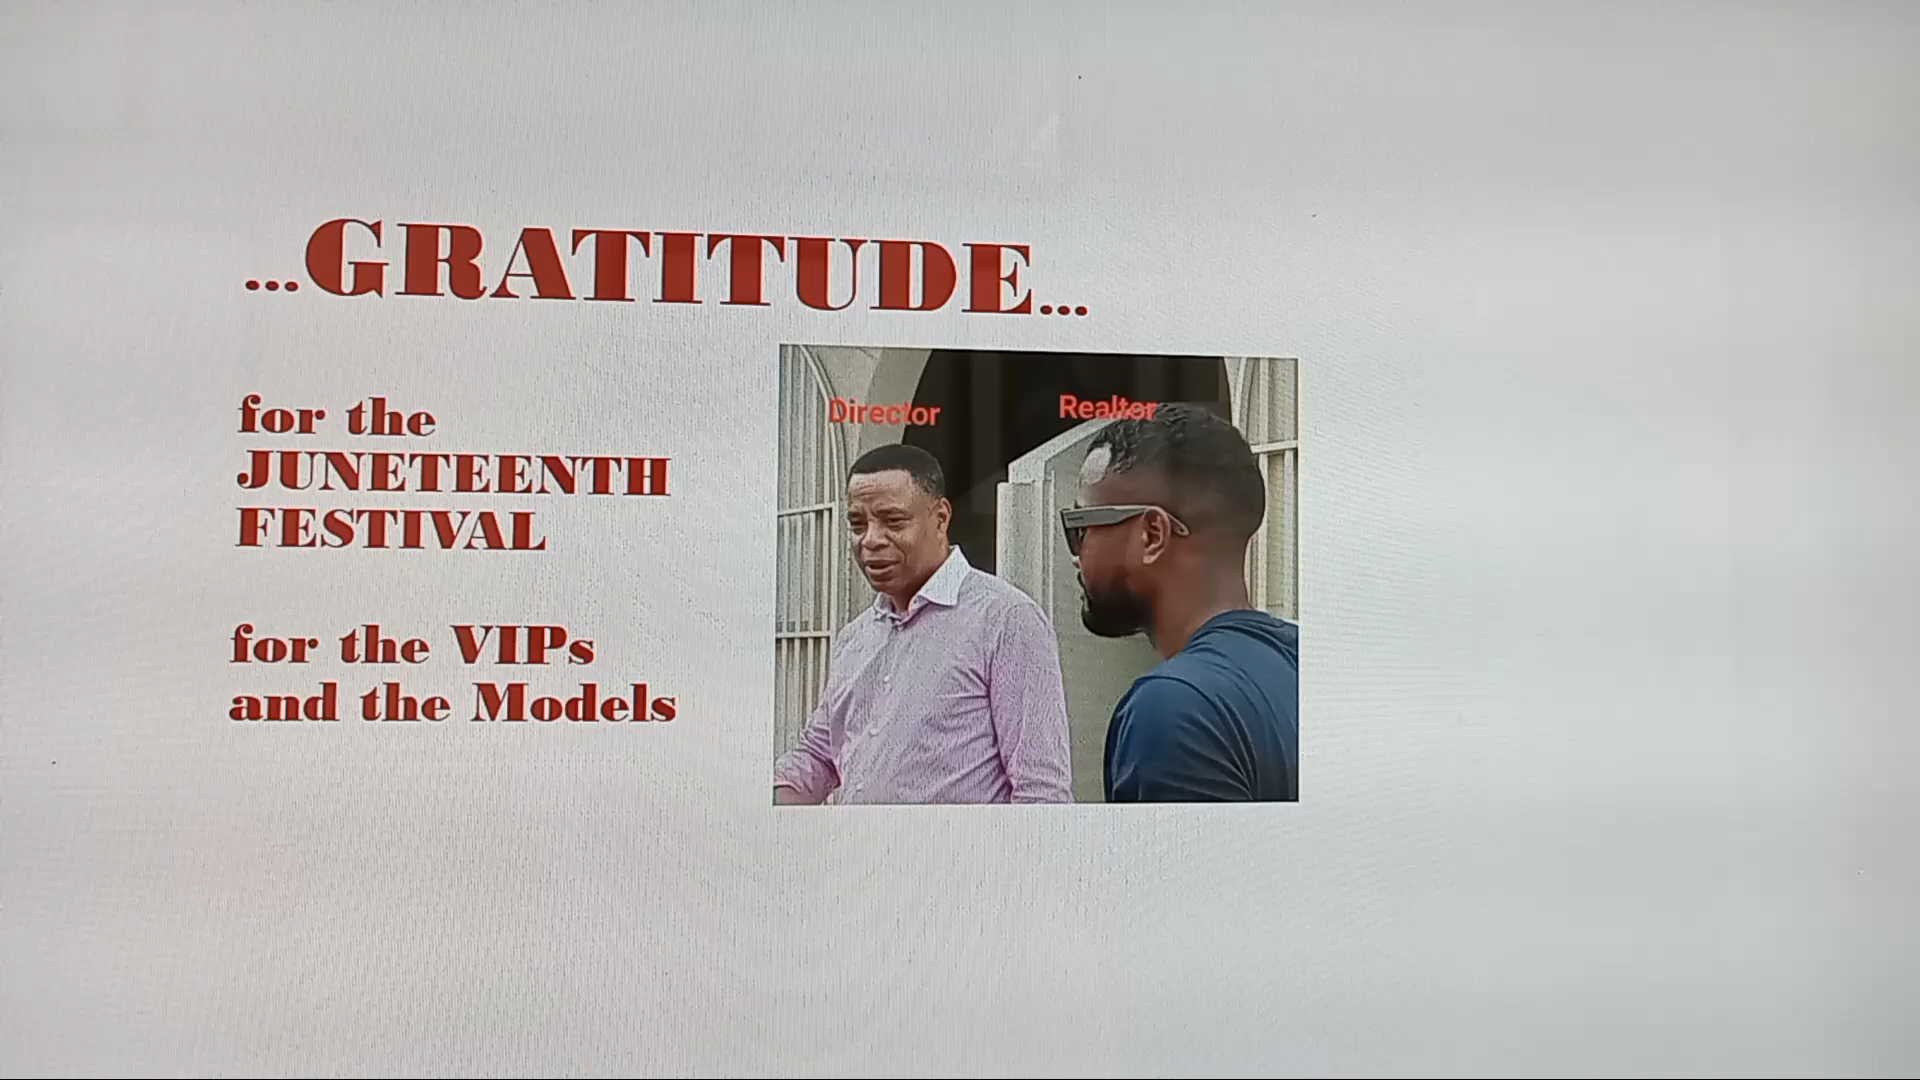 ...GRATITUDE...
for the
JUNETEENTH
FESTIVAL
for the VIPs
and the Models
Director
Realtor